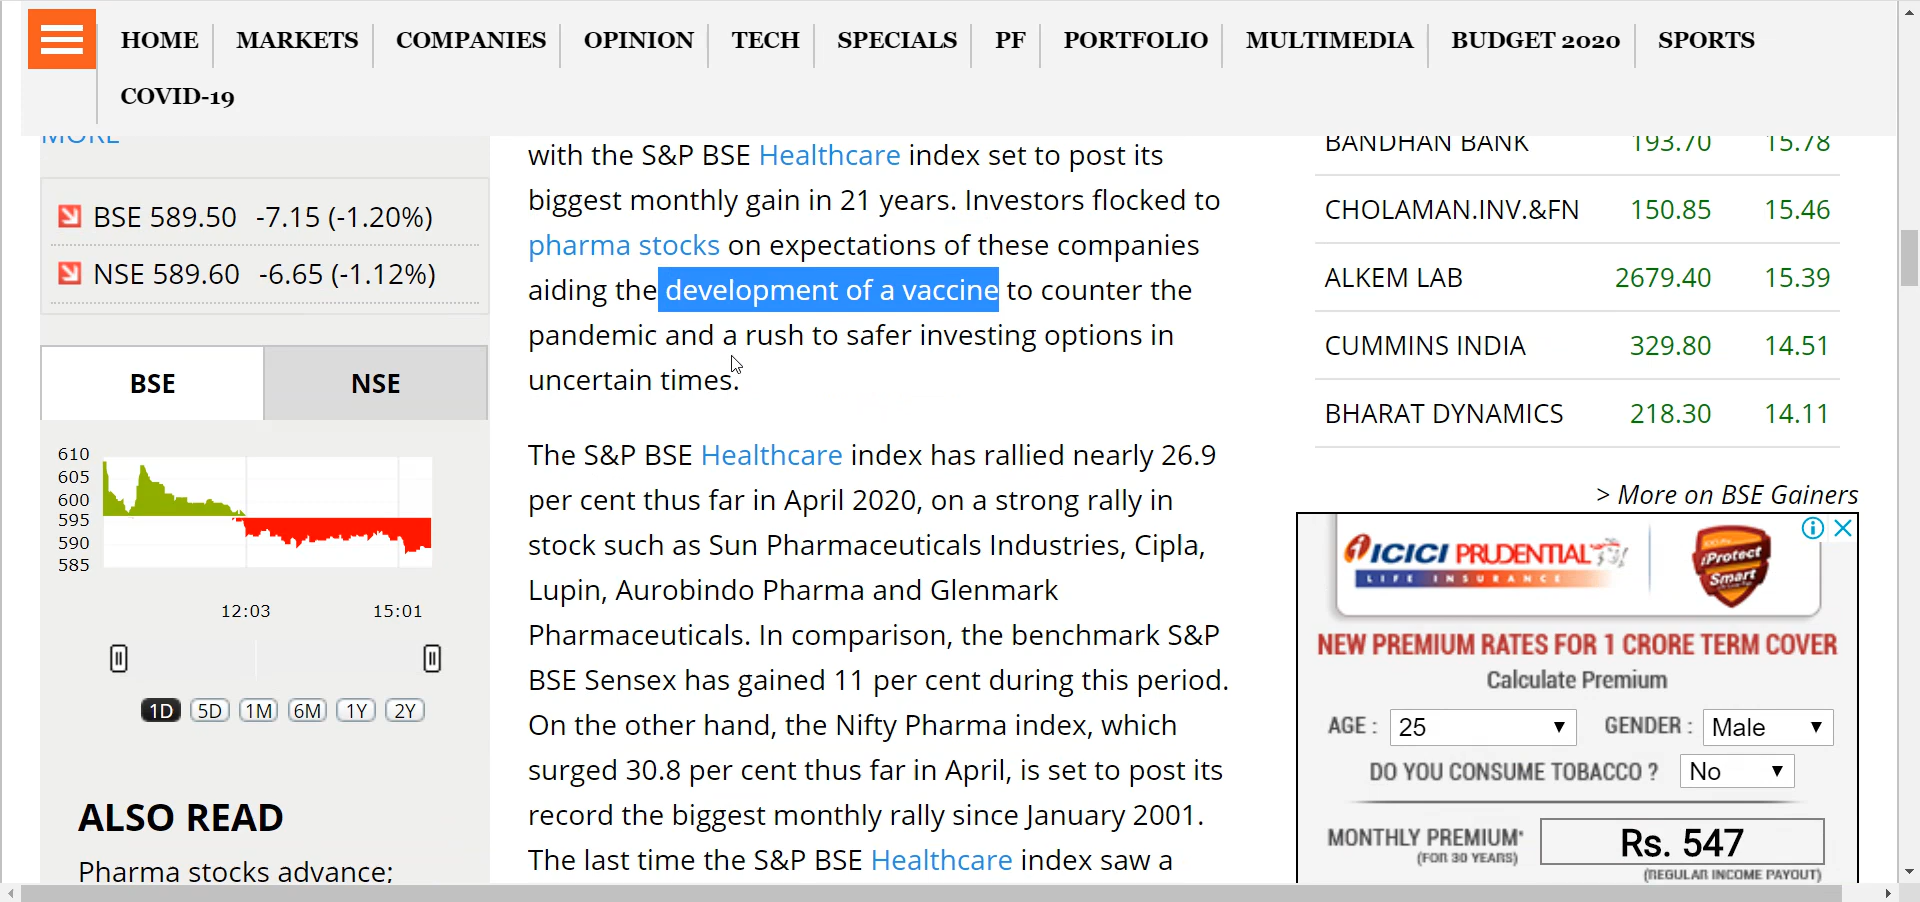 HOME
MARKETS
COMPANIES
OPINION
TECH
SPECIALS
PF
PORTFOLIO
MULTIMEDIA
BUDGET 2020
SPORTS
COVID-19
MORE
BSE 589.50 -7.15 (-1.20%)
NSE 589.60 -6.65 (-1.12%)
BSE
NSE
610
605
600
595
590
585
12:03
15:01
1D
5D
1M
6M
1Y
2Y
ALSO READ
Pharma stocks advance;
with the S&P BSE Healthcare index set to post its
biggest monthly gain in 21 years. Investors flocked to
pharma stocks on expectations of these companies
aiding the development of a vaccine to counter the
pandemic and a rush to safer investing options in
uncertain times.
The S&P BSE Healthcare index has rallied nearly 26.9
per cent thus far in April 2020, on a strong rally in
stock such as Sun Pharmaceuticals Industries, Cipla,
Lupin, Aurobindo Pharma and Glenmark
Pharmaceuticals. In comparison, the benchmark S&P
BSE Sensex has gained 11 per cent during this period.
On the other hand, the Nifty Pharma index, which
surged 30.8 per cent thus far in April, is set to post its
record the biggest monthly rally since January 2001.
The last time the S&P BSE Healthcare index saw a
BANDHAN BANK 193.70 15.78
CHOLAMAN.INV.&FN 150.85 15.46
ALKEM LAB 2679.40 15.39
CUMMINS INDIA 329.80 14.51
BHARAT DYNAMICS 218.30 14.11
> More on BSE Gainers
ICICI PRUDENTIAL
LIFE INSURANCE
iProtect
Smart
NEW PREMIUM RATES FOR 1 CRORE TERM COVER
Calculate Premium
AGE : 25 GENDER : Male
DO YOU CONSUME TOBACCO ? No
MONTHLY PREMIUM* Rs. 547
(FOR 30 YEARS)
(REGULAR INCOME PAYOUT)